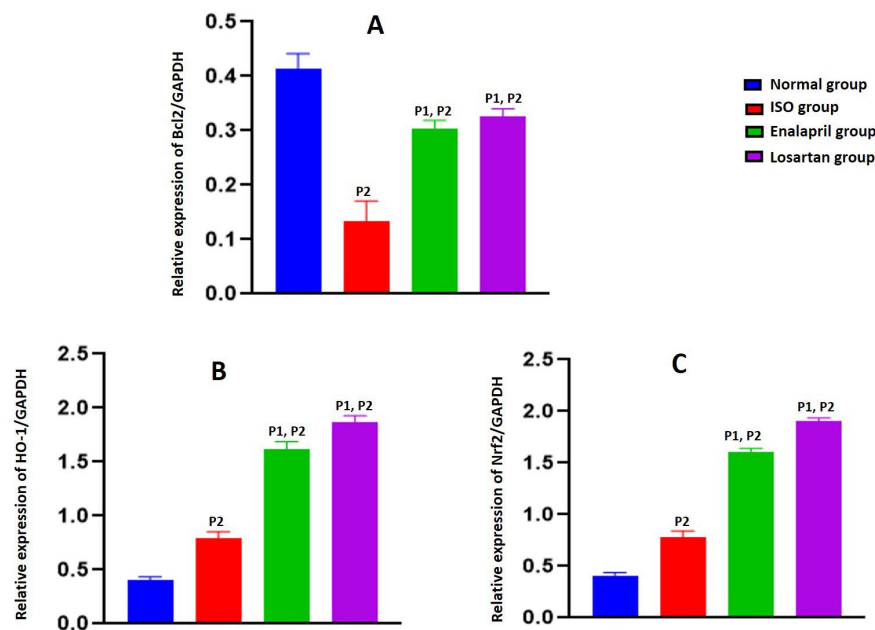 A
Relative expression of Bcl2/GAPDH
0.5
0.4
0.3
0.2
0.1
0.0
P2
P1, P2
P1, P2
Normal group
ISO group
Enalapril group
Losartan group
B
Relative expression of HO-1/GAPDH
2.5
2.0
1.5
1.0
0.5
0.0
P2
P1, P2
P1, P2
C
Relative expression of Nrf2/GAPDH
2.5
2.0
1.5
1.0
0.5
0.0
P2
P1, P2
P1, P2